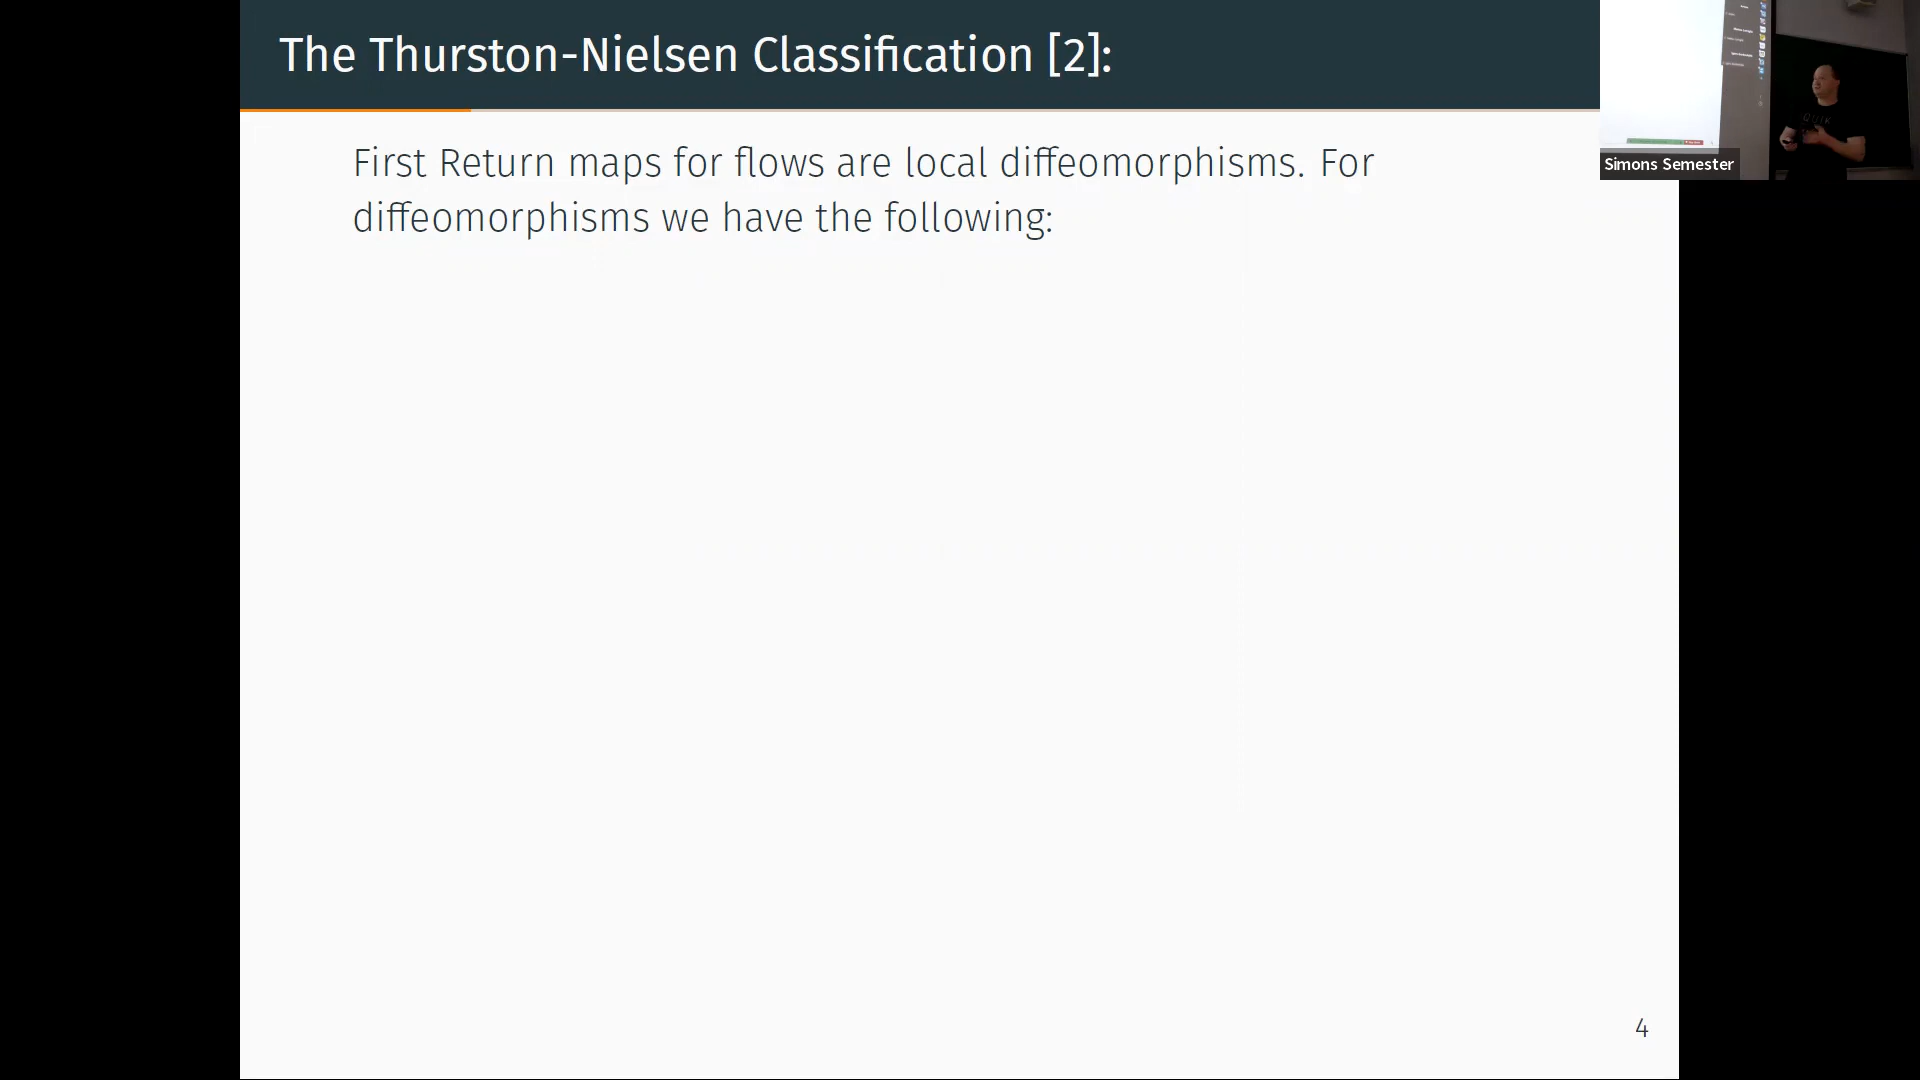 The Thurston-Nielsen Classification [2]:
First Return maps for flows are local diffeomorphisms. For
diffeomorphisms we have the following:
Simons Semester
4